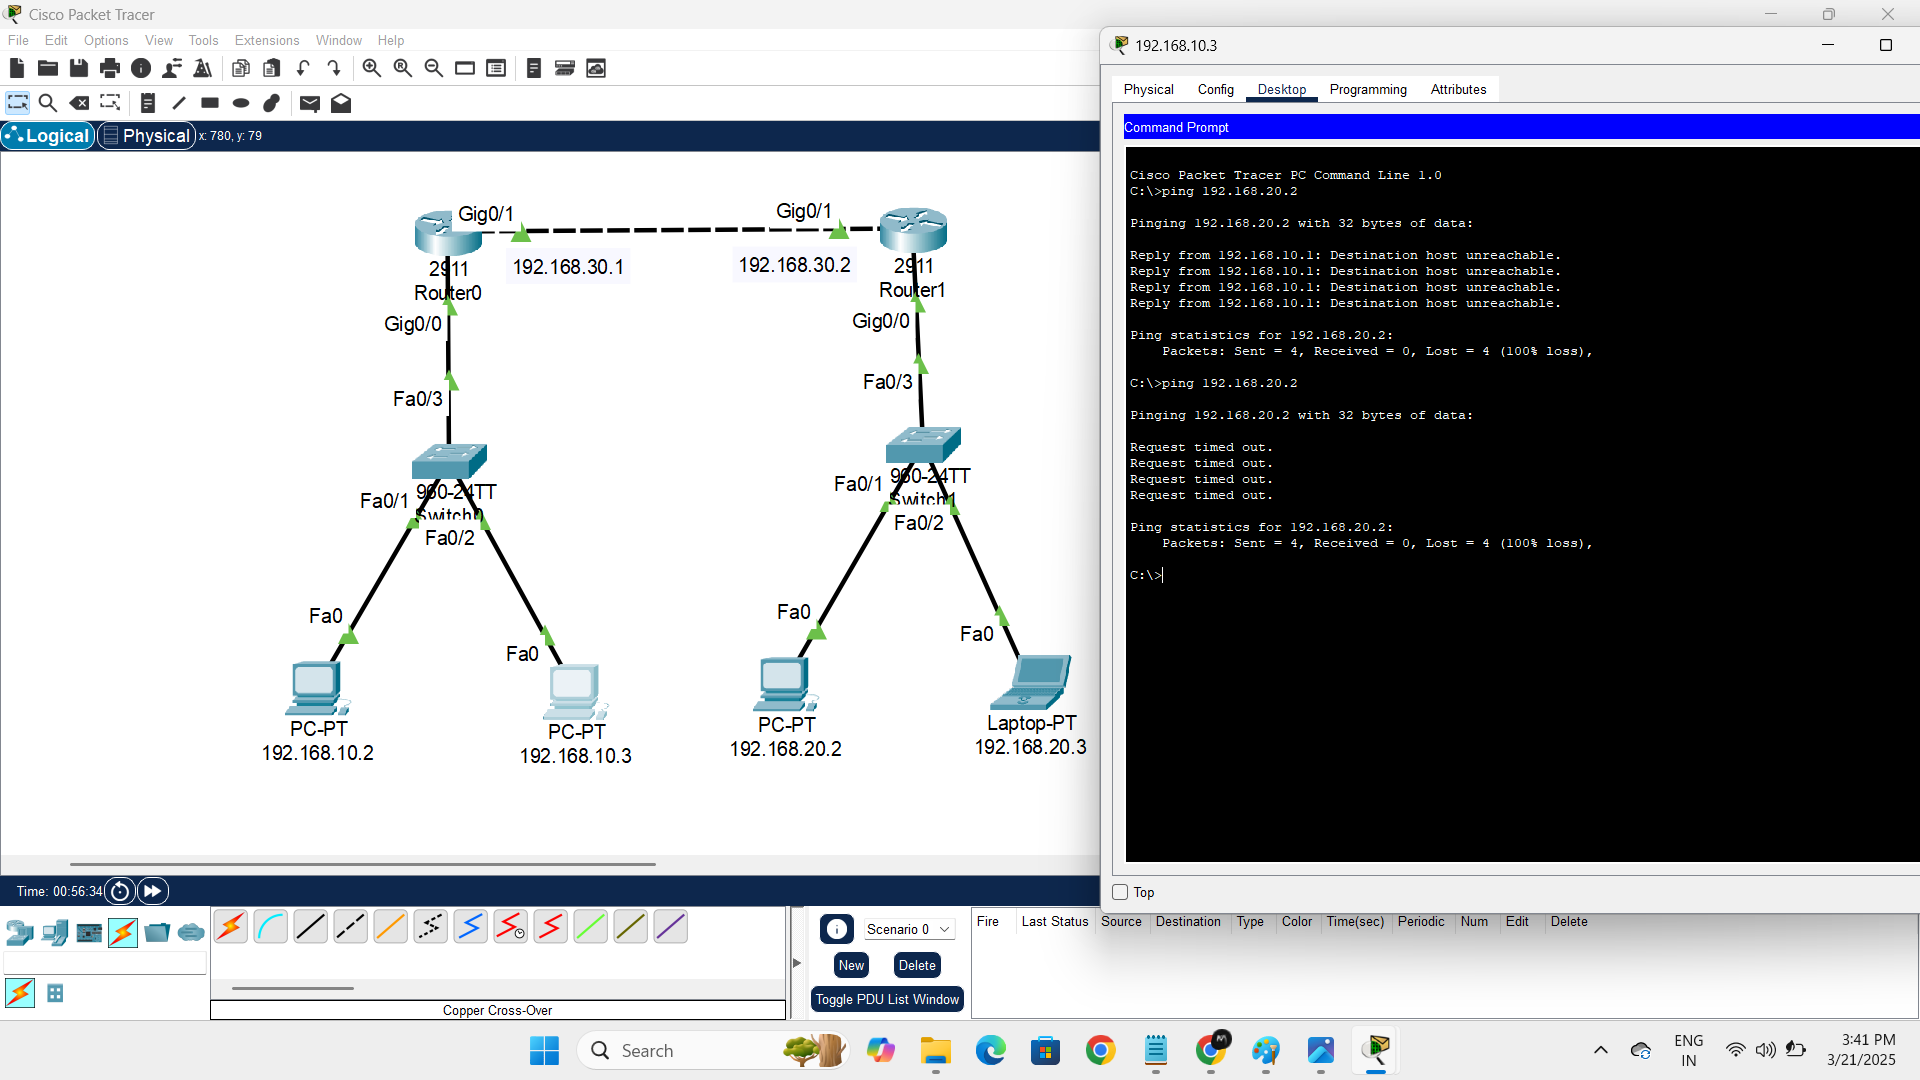 Cisco Packet Tracer
File Edit Options View Tools Extensions Window Help
Logical Physical x: 780, y: 79
Gig0/1
Gig0/1
192.168.30.1
192.168.30.2
2911
Router0
2911
Router1
Gig0/0
Gig0/0
Fa0/3
Fa0/3
960-24TT
Switch0
Fa0/1
Fa0/2
960-24TT
Switch1
Fa0/1
Fa0/2
Fa0
Fa0
Fa0
Fa0
PC-PT
192.168.10.2
PC-PT
192.168.10.3
PC-PT
192.168.20.2
Laptop-PT
192.168.20.3
192.168.10.3
Physical Config Desktop Programming Attributes
Command Prompt
Cisco Packet Tracer PC Command Line 1.0
C:\>ping 192.168.20.2
Pinging 192.168.20.2 with 32 bytes of data:
Reply from 192.168.10.1: Destination host unreachable.
Reply from 192.168.10.1: Destination host unreachable.
Reply from 192.168.10.1: Destination host unreachable.
Reply from 192.168.10.1: Destination host unreachable.
Ping statistics for 192.168.20.2:
Packets: Sent = 4, Received = 0, Lost = 4 (100% loss),
C:\>ping 192.168.20.2
Pinging 192.168.20.2 with 32 bytes of data:
Request timed out.
Request timed out.
Request timed out.
Request timed out.
Ping statistics for 192.168.20.2:
Packets: Sent = 4, Received = 0, Lost = 4 (100% loss),
C:\>
Top
Time: 00:56:34
Copper Cross-Over
Scenario 0
New Delete
Toggle PDU List Window
Fire Last Status Source Destination Type Color Time(sec) Periodic Num Edit Delete
Search
M
ENG
IN
3:41 PM
3/21/2025